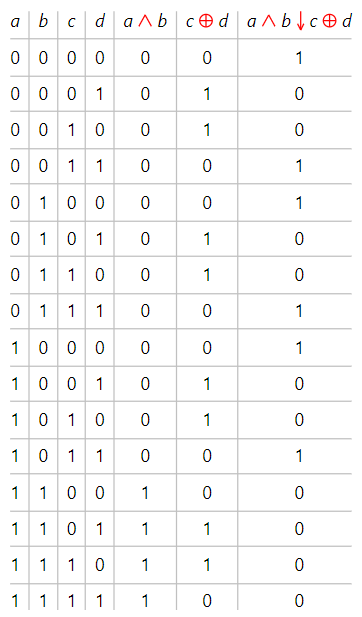 a b c d a ∧ b c ⊕ d a ∧ b ↓ c ⊕ d
0 0 0 0 0 0 1
0 0 0 1 0 1 0
0 0 1 0 0 1 0
0 0 1 1 0 0 1
0 1 0 0 0 0 1
0 1 0 1 0 1 0
0 1 1 0 0 1 0
0 1 1 1 0 0 1
1 0 0 0 0 0 1
1 0 0 1 0 1 0
1 0 1 0 0 1 0
1 0 1 1 0 0 1
1 1 0 0 1 0 0
1 1 0 1 1 1 0
1 1 1 0 1 1 0
1 1 1 1 1 0 0